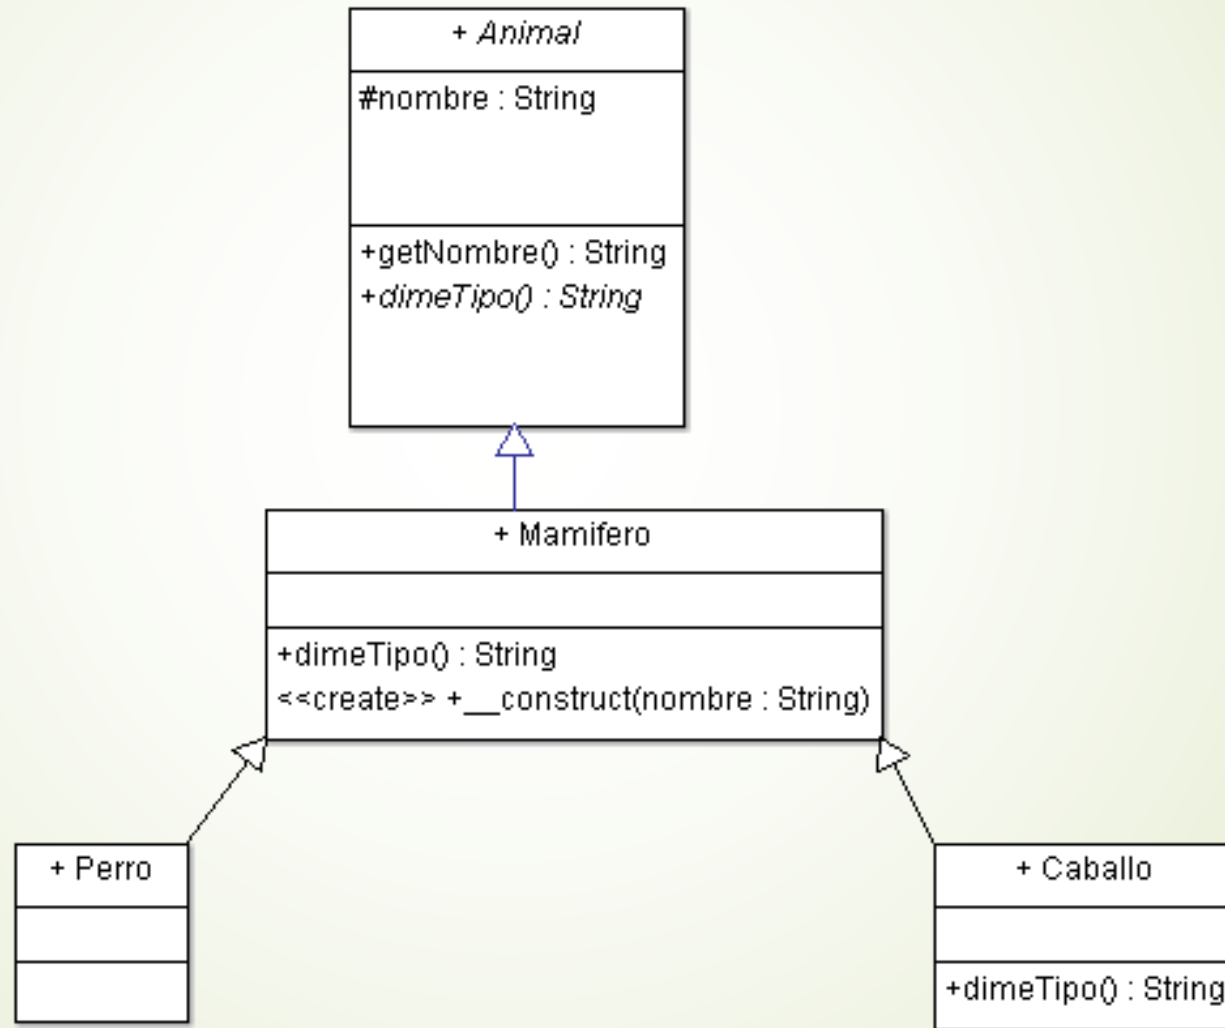 + Animal
#nombre : String
+getNombre() : String
+dimeTipo() : String
+ Mamifero
+dimeTipo() : String
<<create>> +__construct(nombre : String)
+ Perro
+ Caballo
+dimeTipo() : String